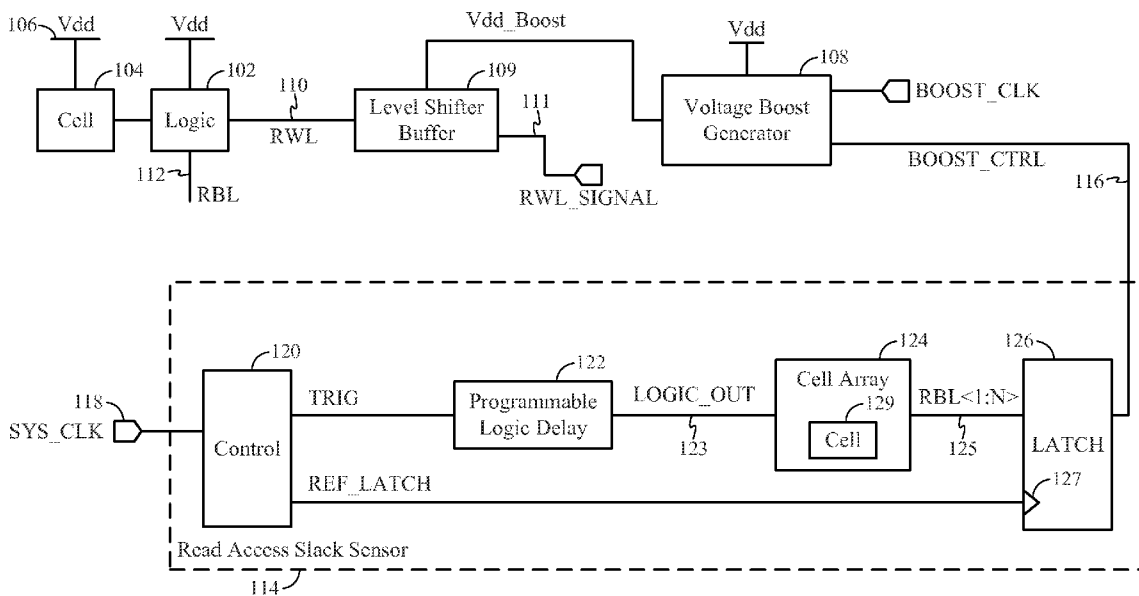 Vdd_Boost
106
Vdd
Vdd
Vdd
104
102
109
108
110
111
Cell
Logic
RWL
Level Shifter
Buffer
Voltage Boost
Generator
BOOST_CLK
BOOST_CTRL
112
RBL
RWL_SIGNAL
116
120
122
124
126
118
SYS_CLK
TRIG
Programmable
Logic Delay
LOGIC_OUT
123
Cell Array
129
Cell
RBL<1:N>
125
Control
LATCH
REF_LATCH
127
Read Access Slack Sensor
114